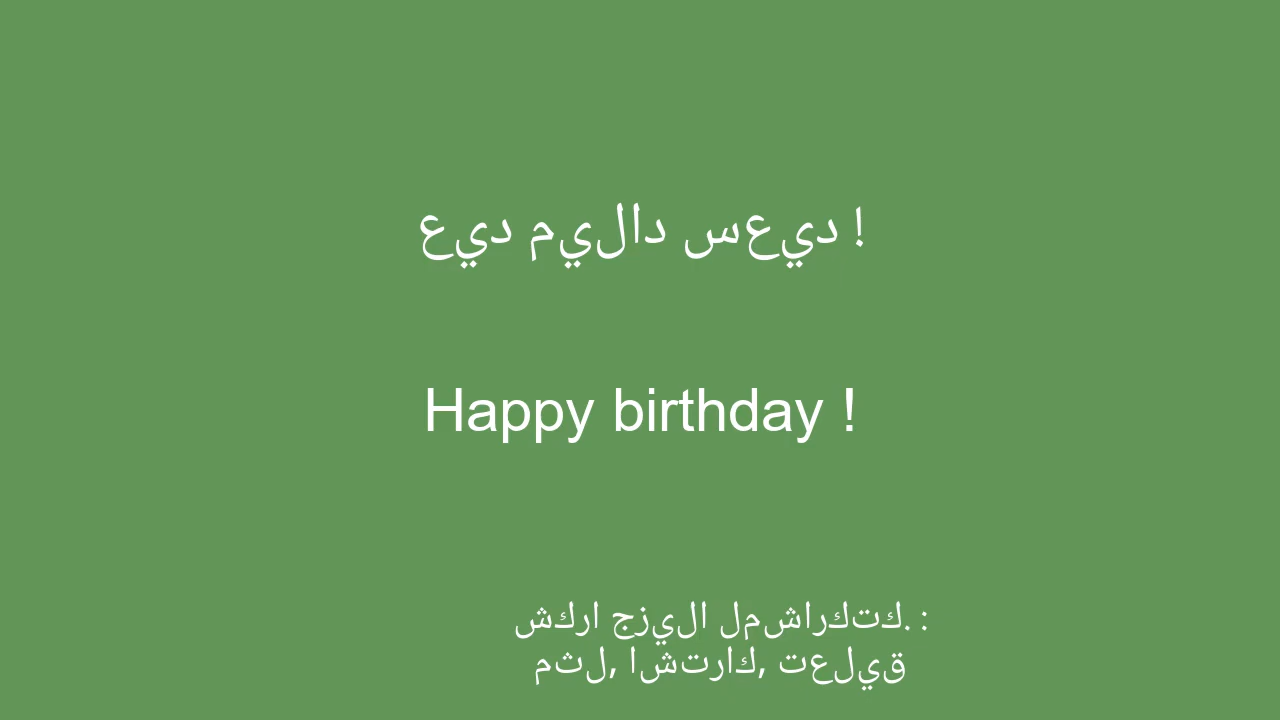 عيد ميلاد سعيد !
Happy birthday !
شكرا جزيلا لمشاركتك. :
مثل, اشتراك, تعليق